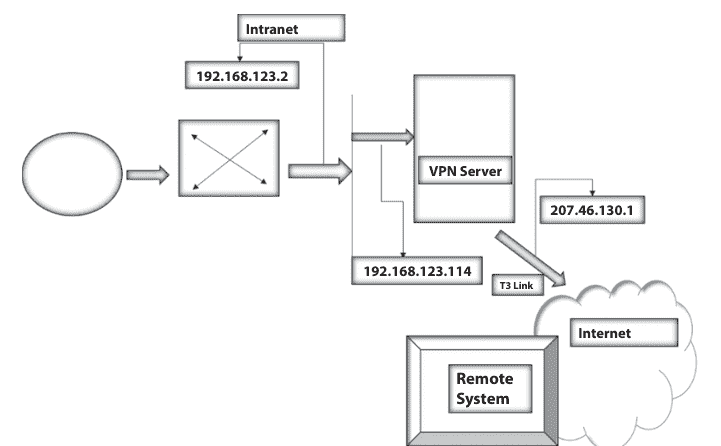 Intranet
192.168.123.2
VPN Server
207.46.130.1
192.168.123.114
T3 Link
Internet
Remote
System